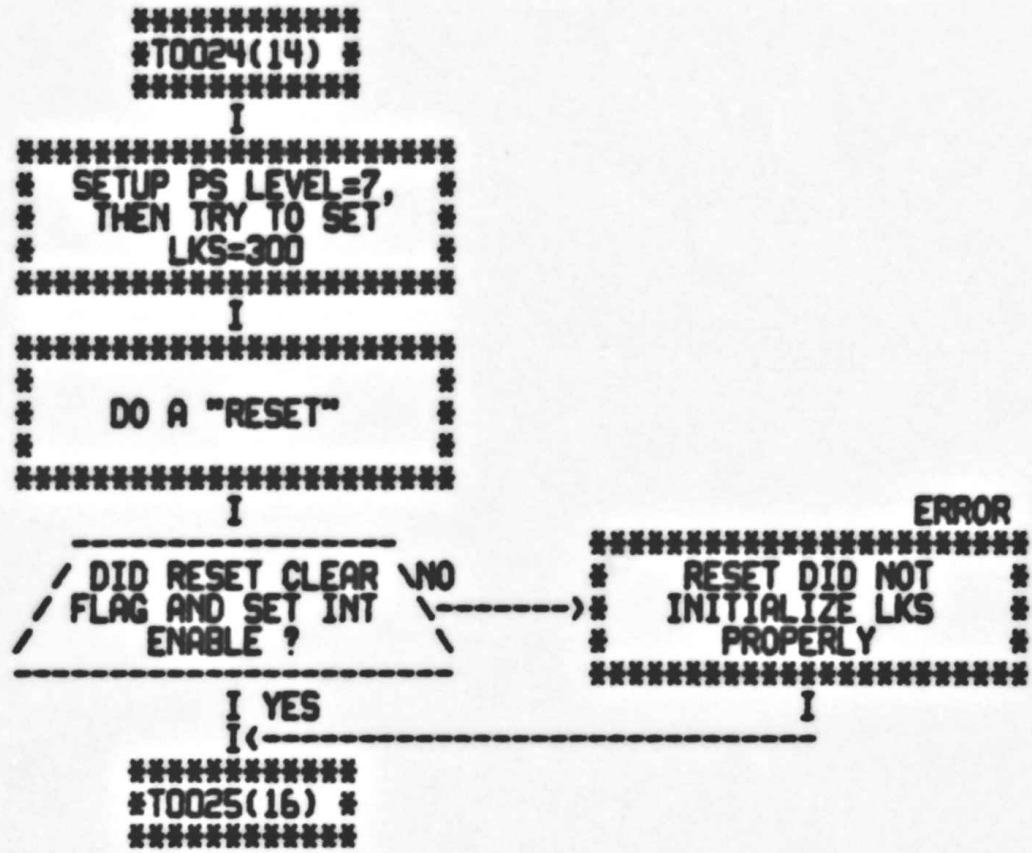 *T0024(14) *
I
SETUP PS LEVEL=7,
THEN TRY TO SET
LKS=300
I
DO A "RESET"
I
DID RESET CLEAR
FLAG AND SET INT
ENABLE ?
NO
ERROR
RESET DID NOT
INITIALIZE LKS
PROPERLY
I
I YES
I
*T0025(16) *